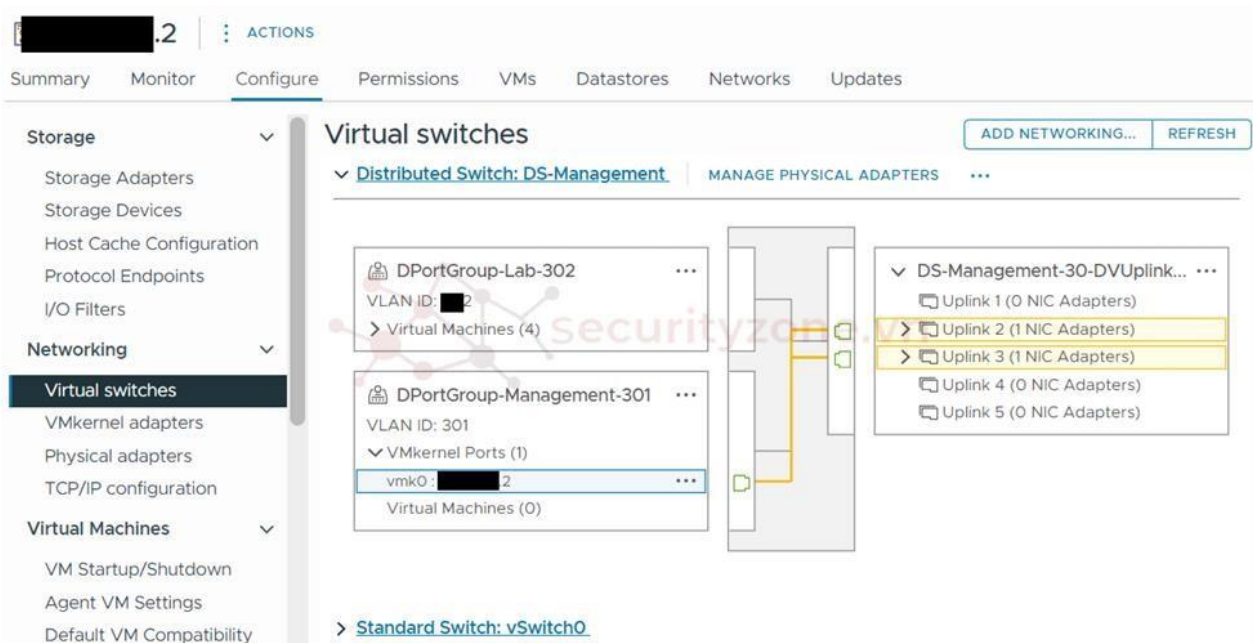 .2
ACTIONS
Summary Monitor Configure Permissions VMs Datastores Networks Updates
Storage
Storage Adapters
Storage Devices
Host Cache Configuration
Protocol Endpoints
I/O Filters
Networking
Virtual switches
VMkernel adapters
Physical adapters
TCP/IP configuration
Virtual Machines
VM Startup/Shutdown
Agent VM Settings
Default VM Compatibility
Virtual switches
ADD NETWORKING... REFRESH
Distributed Switch: DS-Management MANAGE PHYSICAL ADAPTERS ...
DPortGroup-Lab-302 ...
VLAN ID: 2
Virtual Machines (4)
DPortGroup-Management-301 ...
VLAN ID: 301
VMkernel Ports (1)
vmk0 : .2 ...
Virtual Machines (0)
DS-Management-30-DVUplink... ...
Uplink 1 (0 NIC Adapters)
Uplink 2 (1 NIC Adapters)
Uplink 3 (1 NIC Adapters)
Uplink 4 (0 NIC Adapters)
Uplink 5 (0 NIC Adapters)
securityzone.vn
Standard Switch: vSwitch0